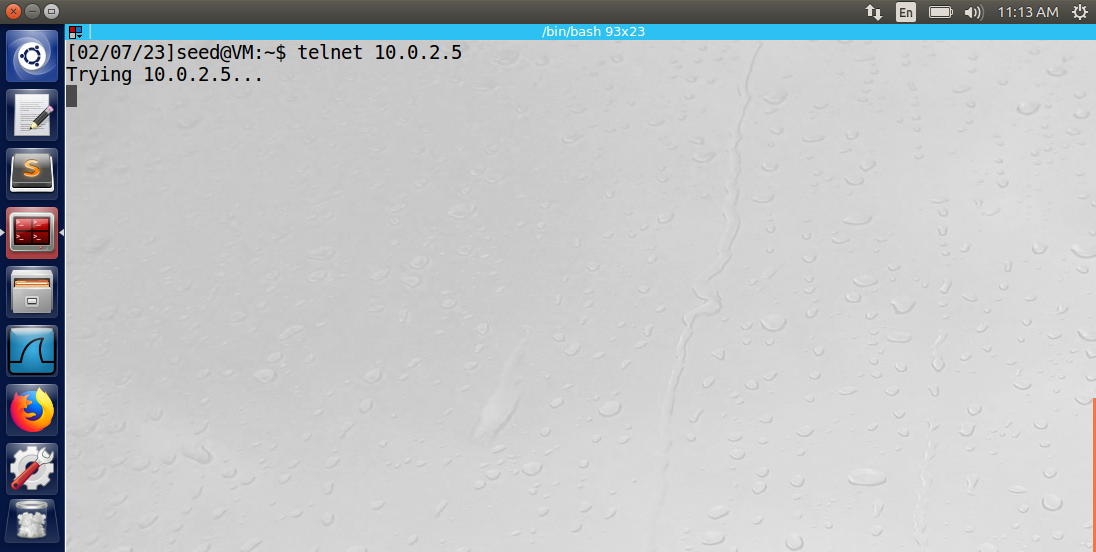 En 11:13 AM
/bin/bash 93x23
[02/07/23]seed@VM:~$ telnet 10.0.2.5
Trying 10.0.2.5...
S
>_ >_
>_ >_